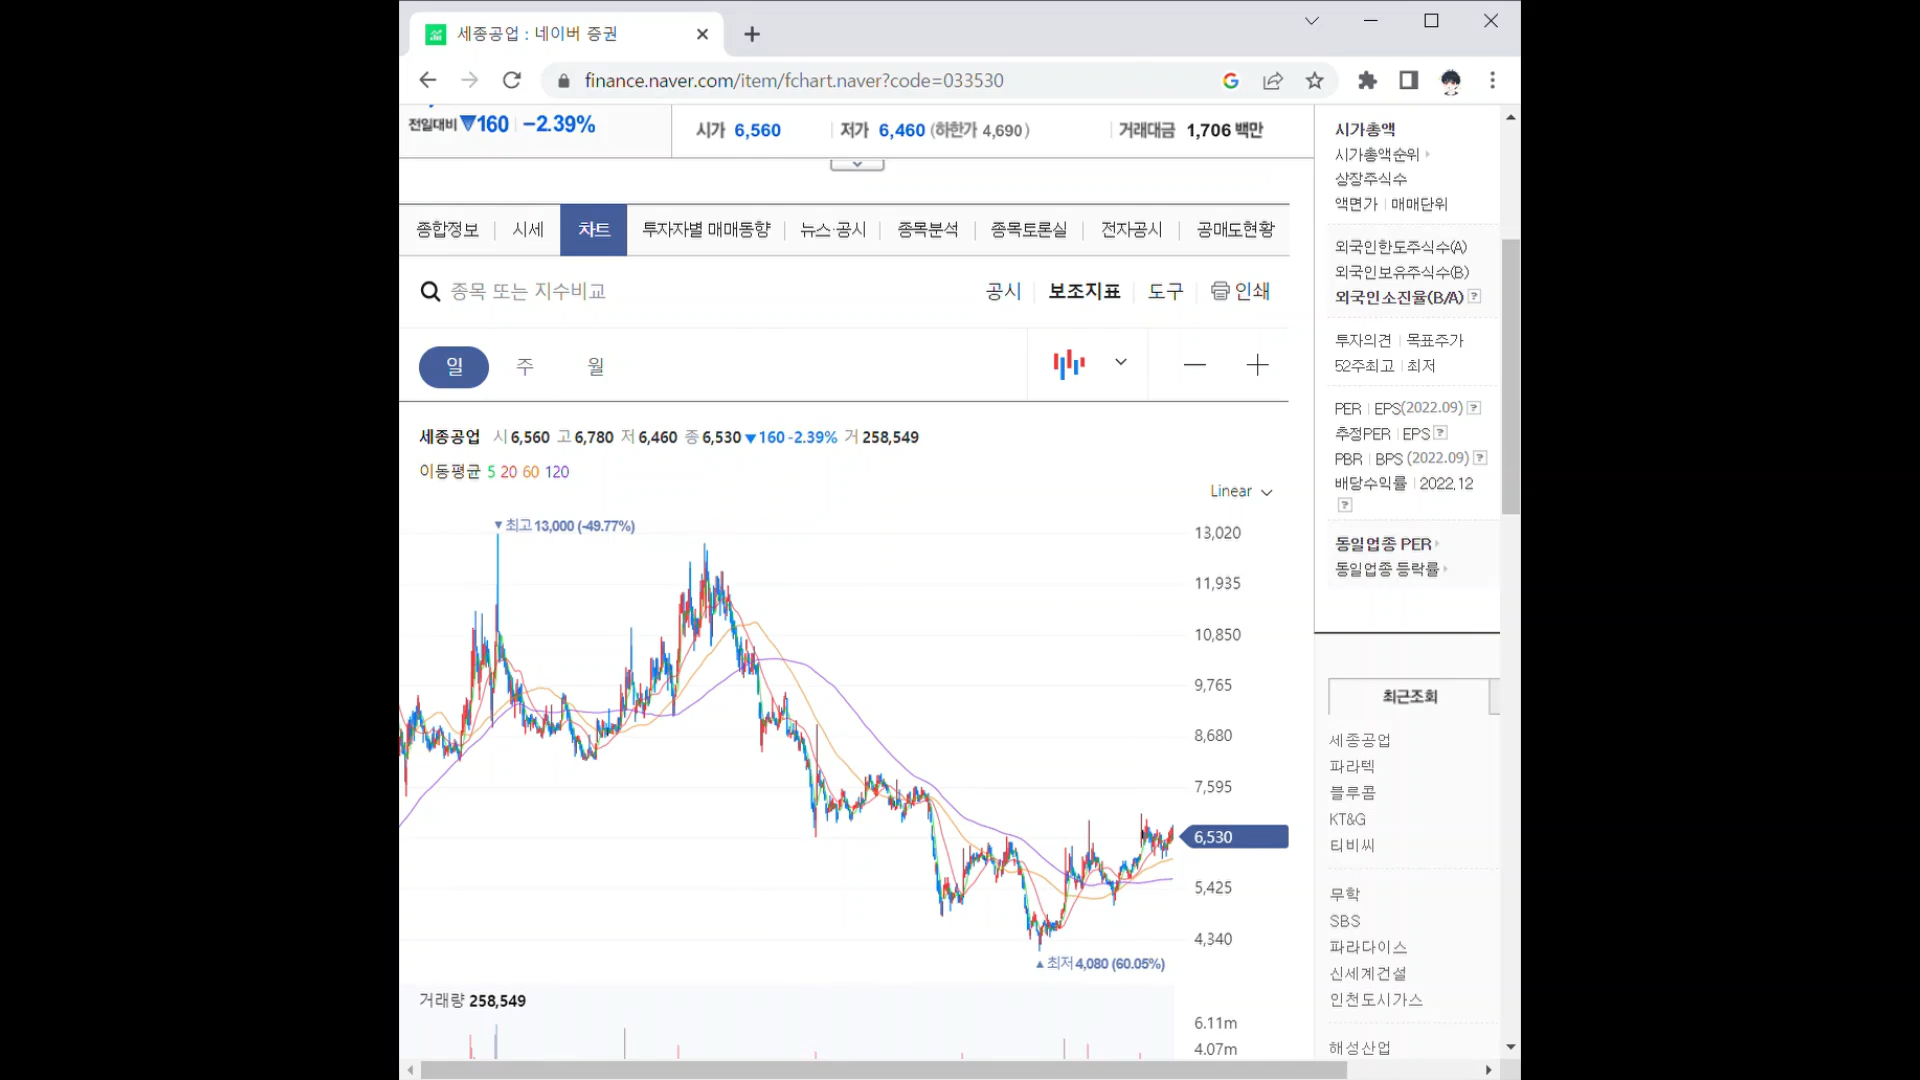 세종공업 : 네이버 증권
finance.naver.com/item/fchart.naver?code=033530
전일대비 ▼160 -2.39%
시가 6,560
저가 6,460 (하한가 4,690)
거래대금 1,706 백만
종합정보 시세 차트 투자자별 매매동향 뉴스·공시 종목분석 종목토론실 전자공시 공매도현황
종목 또는 지수비교
공시 보조지표 도구 인쇄
일 주 월
세종공업 시 6,560 고 6,780 저 6,460 종 6,530 ▼160 -2.39% 거 258,549
이동평균 5 20 60 120
Linear
▼최고 13,000 (-49.77%)
13,020
11,935
10,850
9,765
8,680
7,595
6,530
5,425
4,340
▲최저 4,080 (60.05%)
거래량 258,549
6.11m
4.07m
시가총액
시가총액순위
상장주식수
액면가 매매단위
외국인한도주식수(A)
외국인보유주식수(B)
외국인소진율(B/A) ?
투자의견 목표주가
52주최고 최저
PER EPS(2022.09) ?
추정PER EPS ?
PBR BPS (2022.09) ?
배당수익률 2022.12
?
동일업종 PER
동일업종 등락률
최근조회
세종공업
파라텍
블루콤
KT&G
티비씨
무학
SBS
파라다이스
신세계건설
인천도시가스
해성산업